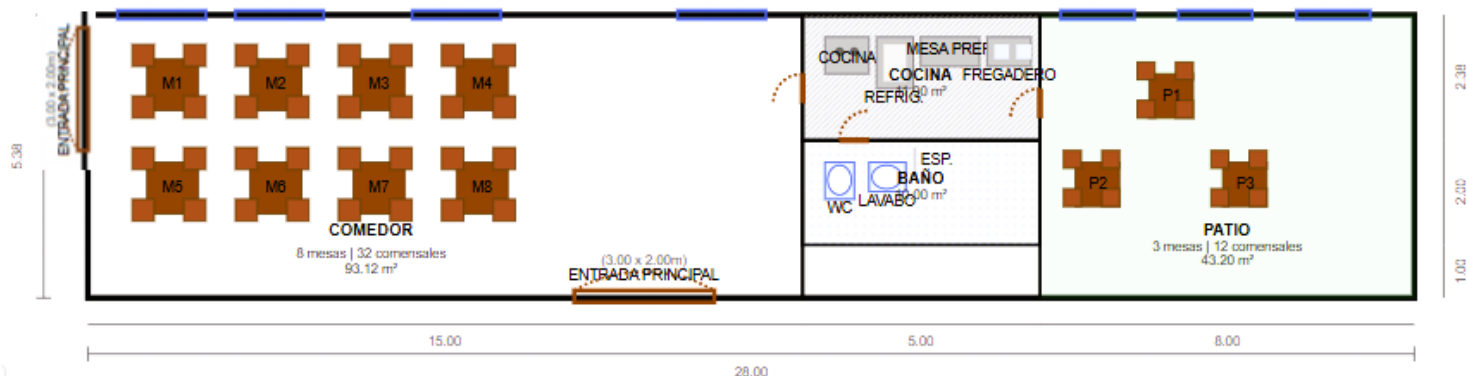 ENTRADA PRINCIPAL
(3.00 x 2.00m)
5.38
M1
M2
M3
M4
M5
M6
M7
M8
COMEDOR
8 mesas | 32 comensales
93.12 m²
(3.00 x 2.00m)
ENTRADA PRINCIPAL
COCINA
MESA PREP
COCINA
FREGADERO
REFRIG.
ESP.
BAÑO
10.00 m²
LAVABO
WC
P1
P2
P3
PATIO
3 mesas | 12 comensales
43.20 m²
2.38
2.00
1.00
15.00
5.00
8.00
28.00